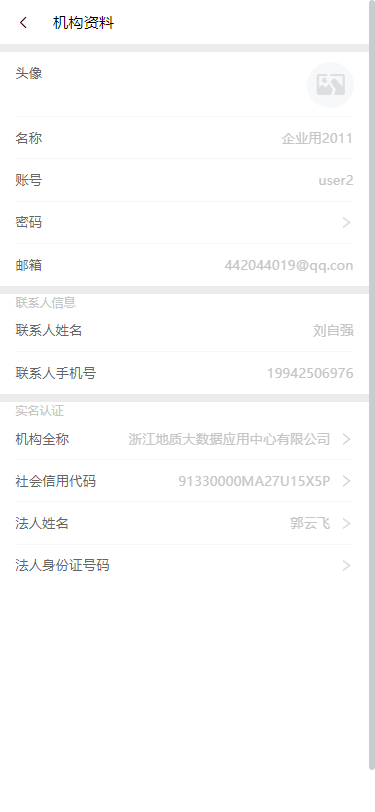 机构资料
头像
名称 企业用2011
账号 user2
密码
邮箱 442044019@qq.con
联系人信息
联系人姓名 刘自强
联系人手机号 19942506976
实名认证
机构全称 浙江地质大数据应用中心有限公司
社会信用代码 91330000MA27U15X5P
法人姓名 郭云飞
法人身份证号码